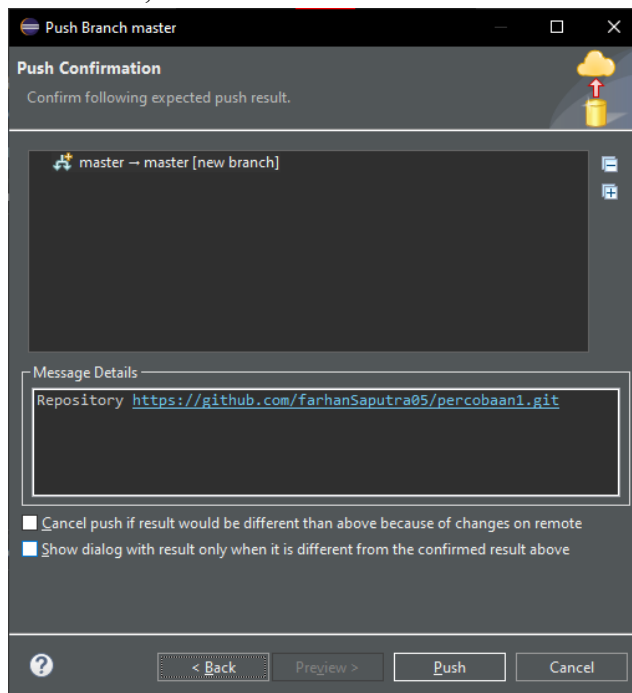 Push Branch master
Push Confirmation
Confirm following expected push result.
master → master [new branch]
Message Details
Repository https://github.com/farhanSaputra05/percobaan1.git
Cancel push if result would be different than above because of changes on remote
Show dialog with result only when it is different from the confirmed result above
< Back
Preview >
Push
Cancel